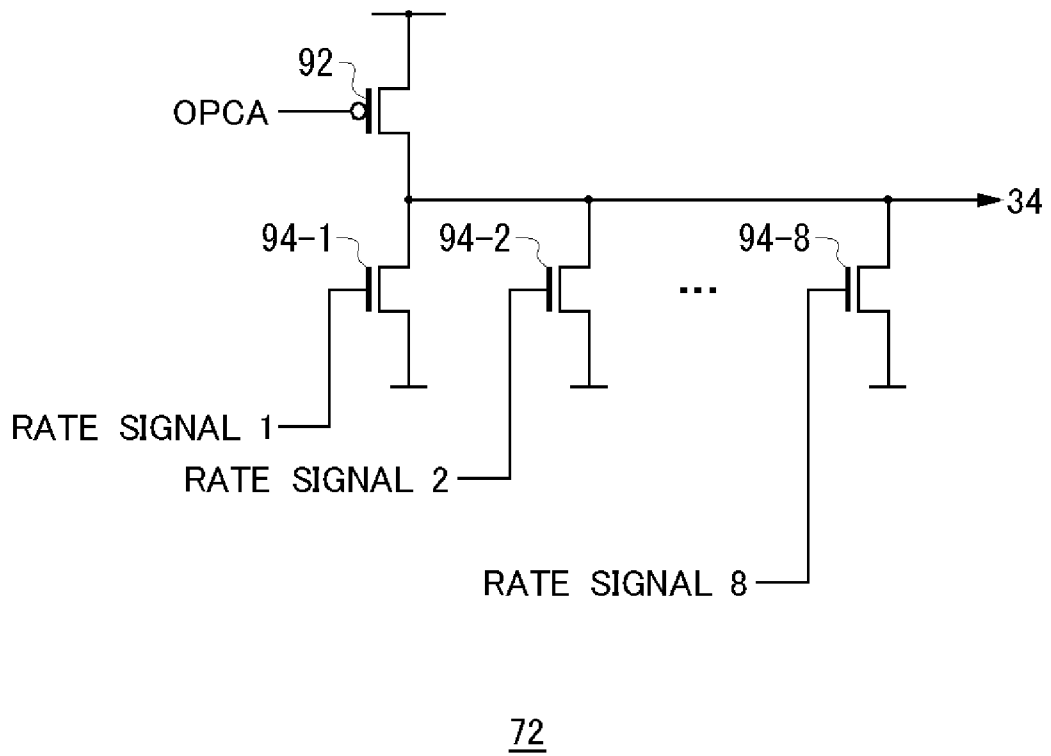 92
OPCA
34
94-1
94-2
94-8
...
RATE SIGNAL 1
RATE SIGNAL 2
RATE SIGNAL 8
72